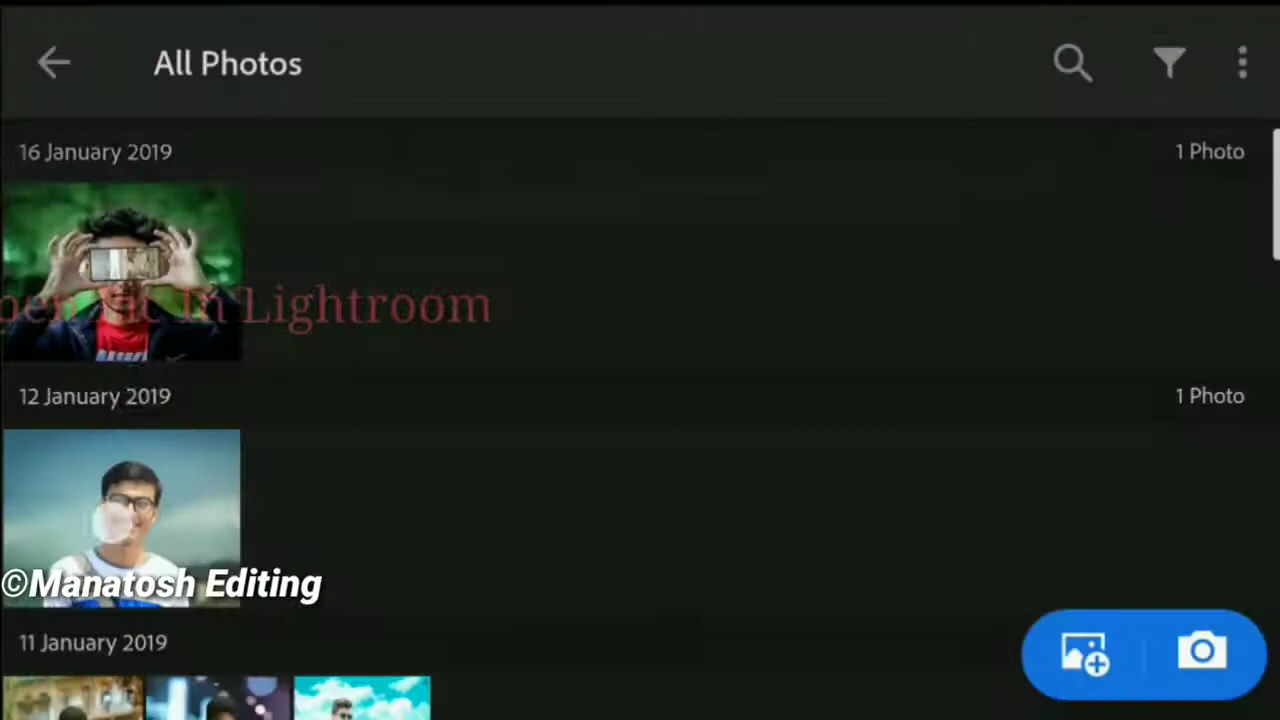 All Photos
16 January 2019
1 Photo
In Lightroom
12 January 2019
1 Photo
©Manatosh Editing
11 January 2019